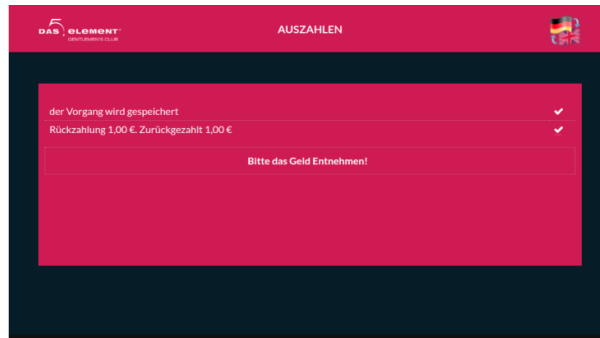 DAS 5 eLeMENT
GENTLEMEN'S CLUB
AUSZAHLEN
der Vorgang wird gespeichert
Rückzahlung 1,00 €. Zurückgezahlt 1,00 €
Bitte das Geld Entnehmen!